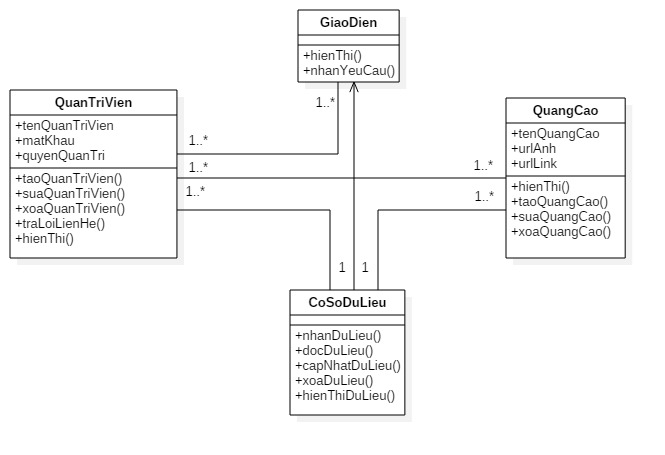 GiaoDien
+hienThi()
+nhanYeuCau()
1..*
QuanTriVien
+tenQuanTriVien
+matKhau
+quyenQuanTri
+taoQuanTriVien()
+suaQuanTriVien()
+xoaQuanTriVien()
+traLoiLienHe()
+hienThi()
1..*
1..*
1..*
QuangCao
+tenQuangCao
+urlAnh
+urlLink
+hienThi()
+taoQuangCao()
+suaQuangCao()
+xoaQuangCao()
1..*
1..*
1
1
CoSoDuLieu
+nhanDuLieu()
+docDuLieu()
+capNhatDuLieu()
+xoaDuLieu()
+hienThiDuLieu()